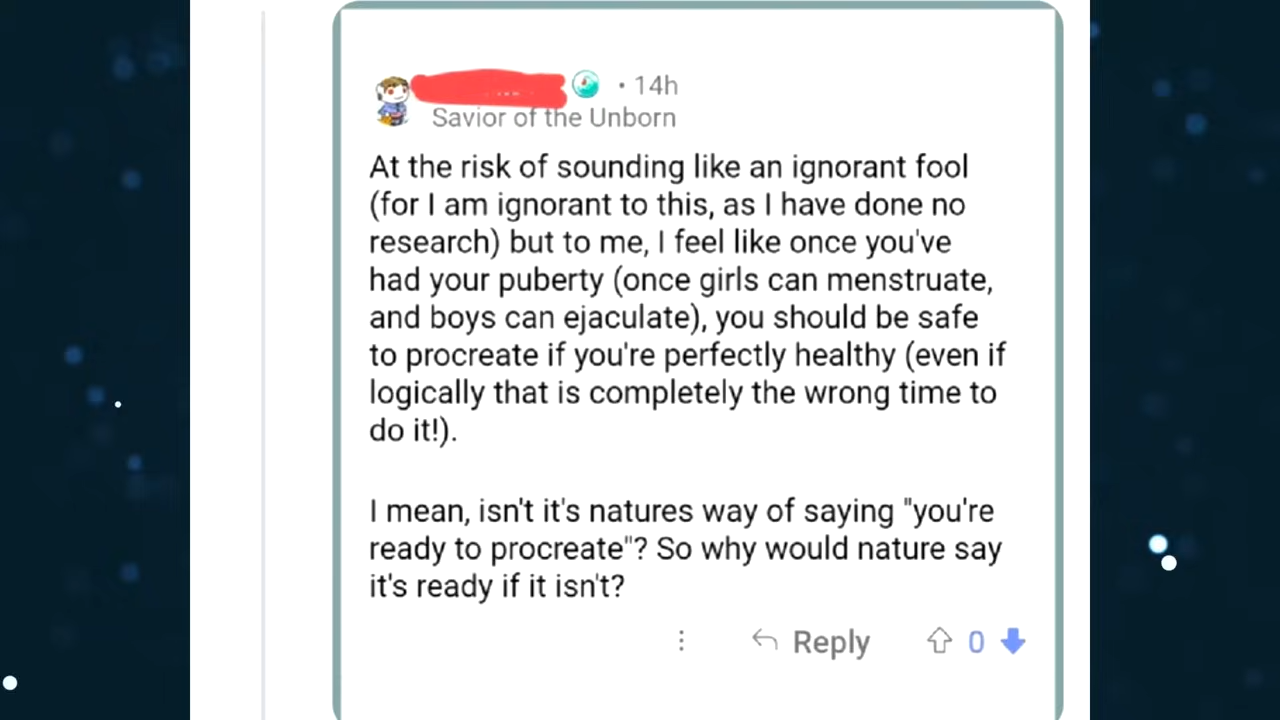 • 14h
Savior of the Unborn
At the risk of sounding like an ignorant fool
(for I am ignorant to this, as I have done no
research) but to me, I feel like once you've
had your puberty (once girls can menstruate,
and boys can ejaculate), you should be safe
to procreate if you're perfectly healthy (even if
logically that is completely the wrong time to
do it!).
I mean, isn't it's natures way of saying "you're
ready to procreate"? So why would nature say
it's ready if it isn't?
Reply
0